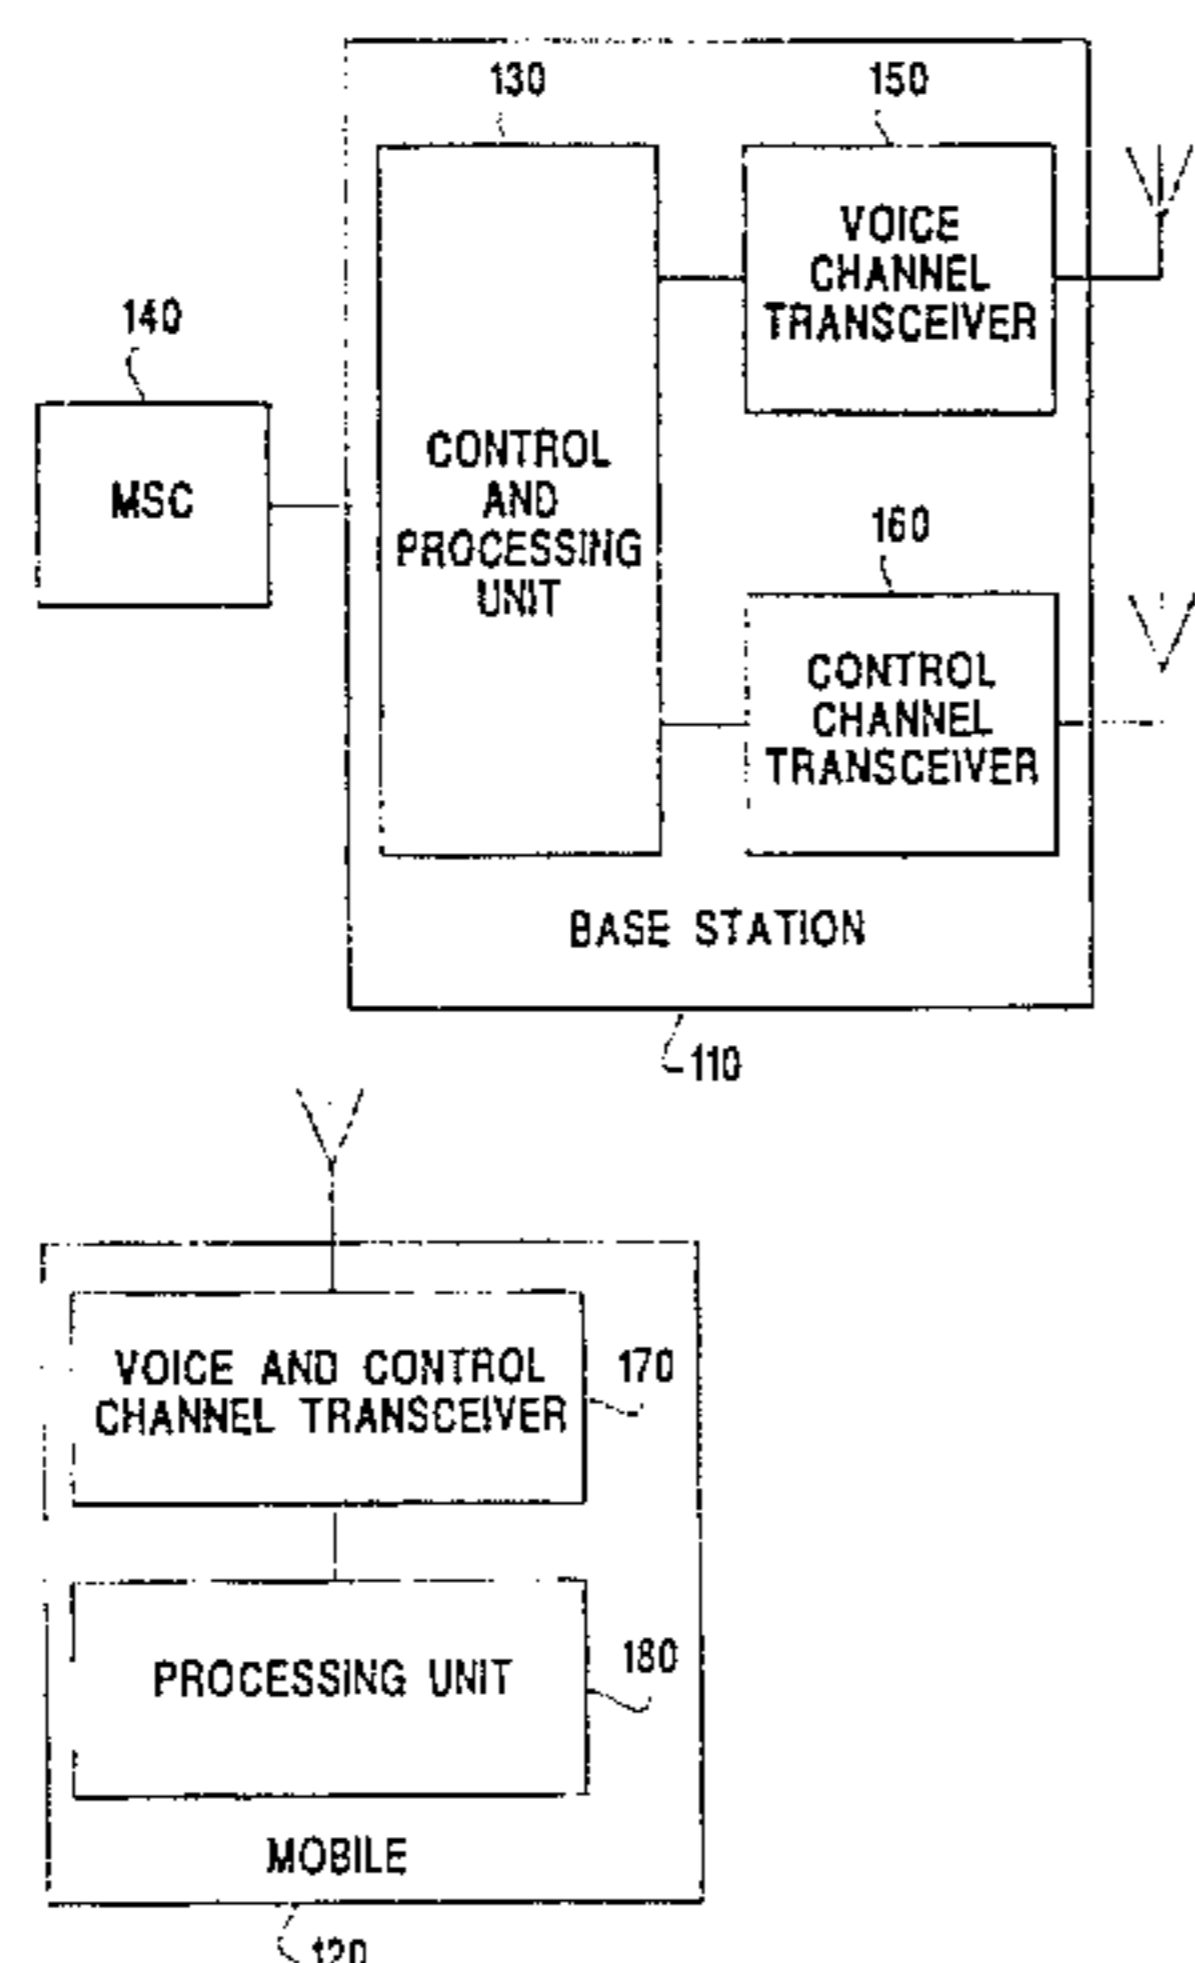 130
150
VOICE
CHANNEL
TRANSCEIVER
140
MSC
CONTROL
AND
PROCESSING
UNIT
160
CONTROL
CHANNEL
TRANSCEIVER
BASE STATION
110
VOICE AND CONTROL
CHANNEL TRANSCEIVER
170
PROCESSING UNIT
180
MOBILE
120